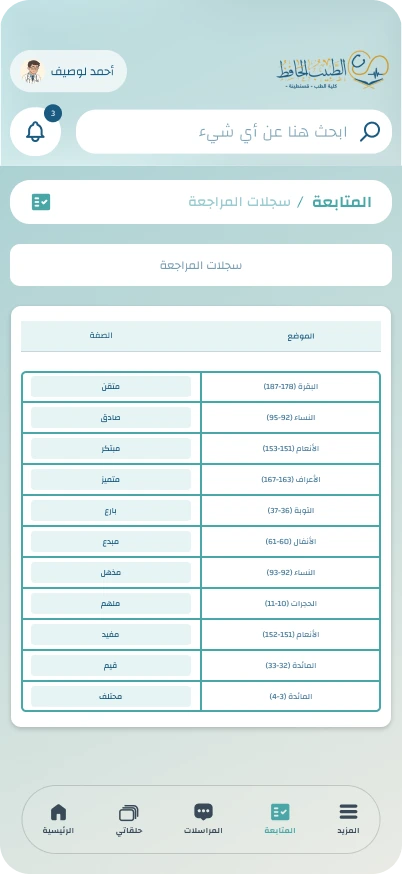 الطبيب الحافظ
- كلية الطب - قسنطينة -
أحمد لوصيف
ابحث هنا عن أي شيء
3
المتابعة / سجلات المراجعة
سجلات المراجعة
الموضع الصفة
البقرة (178-187) متقن
النساء (92-95) صادق
الأنعام (151-153) مبتكر
الأعراف (163-167) متميز
التوبة (36-37) بارع
الأنفال (60-61) مبدع
النساء (92-93) مذهل
الحجرات (10-11) ملهم
الأنعام (151-152) مفيد
المائدة (32-33) قيم
المائدة (3-4) مختلف
المزيد المتابعة المراسلات حلقاتي الرئيسية